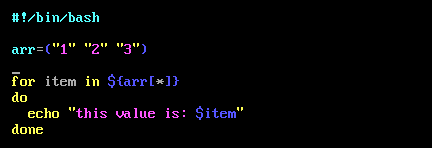 #!/bin/bash
arr=("1" "2" "3")
for item in ${arr[*]}
do
  echo "this value is: $item"
done